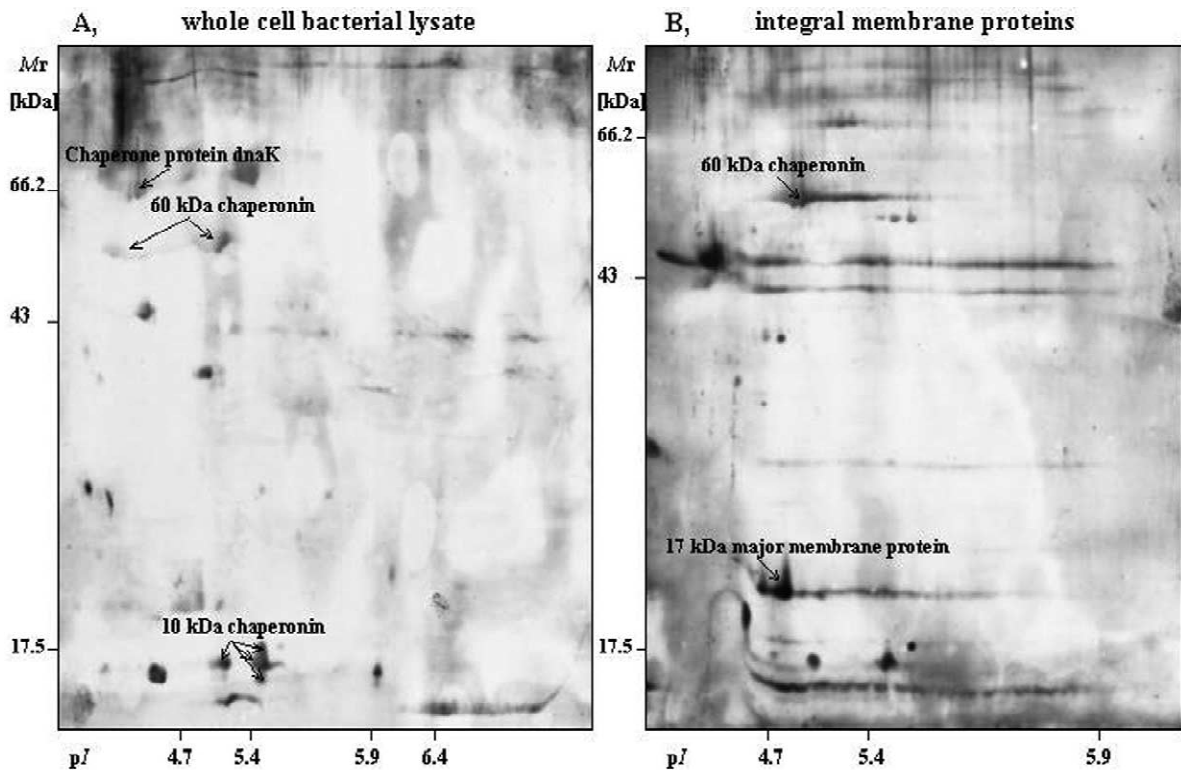 A, whole cell bacterial lysate
Mr
[kDa]
Chaperone protein dnaK
66.2
60 kDa chaperonin
43
10 kDa chaperonin
17.5
pI 4.7 5.4 5.9 6.4
B, integral membrane proteins
Mr
[kDa]
66.2
60 kDa chaperonin
43
17 kDa major membrane protein
17.5
pI 4.7 5.4 5.9